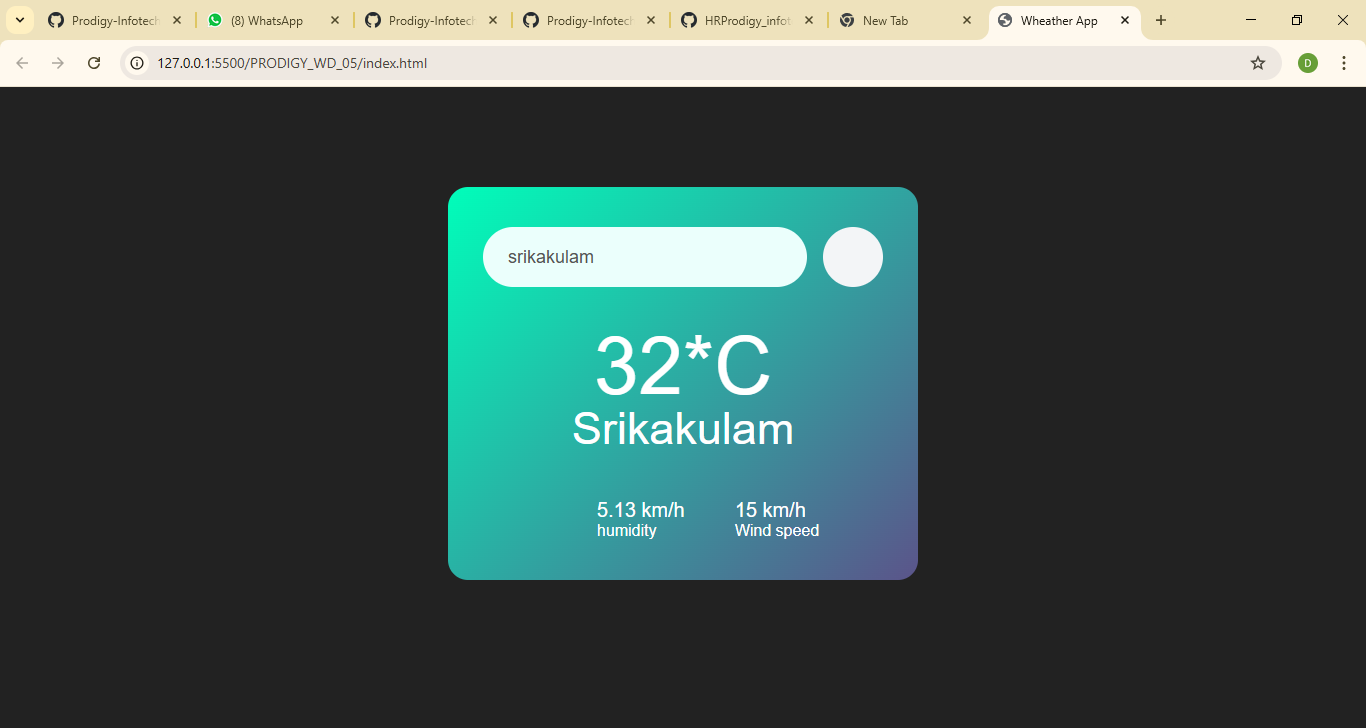 Prodigy-Infotech
(8) WhatsApp
Prodigy-Infotech
Prodigy-Infotech
HRProdigy_infot
New Tab
Wheather App
127.0.0.1:5500/PRODIGY_WD_05/index.html
D
srikakulam
32*C
Srikakulam
5.13 km/h
humidity
15 km/h
Wind speed